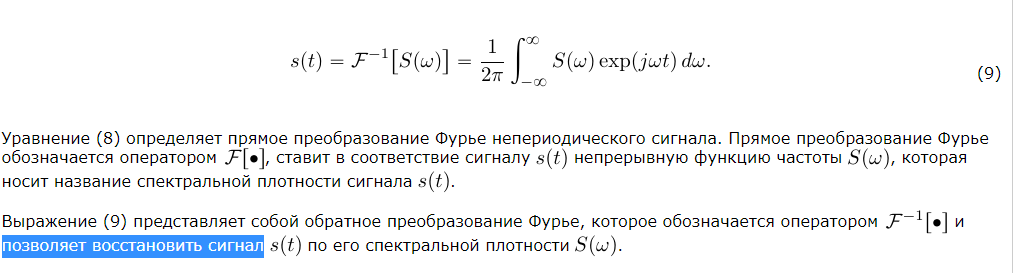 s(t) = ℱ⁻¹[S(ω)] = 1/2π ∫_{−∞}^{∞} S(ω) exp(jωt) dω.
(9)
Уравнение (8) определяет прямое преобразование Фурье непериодического сигнала. Прямое преобразование Фурье
обозначается оператором ℱ[•], ставит в соответствие сигналу s(t) непрерывную функцию частоты S(ω), которая
носит название спектральной плотности сигнала s(t).
Выражение (9) представляет собой обратное преобразование Фурье, которое обозначается оператором ℱ⁻¹[•] и
позволяет восстановить сигнал s(t) по его спектральной плотности S(ω).